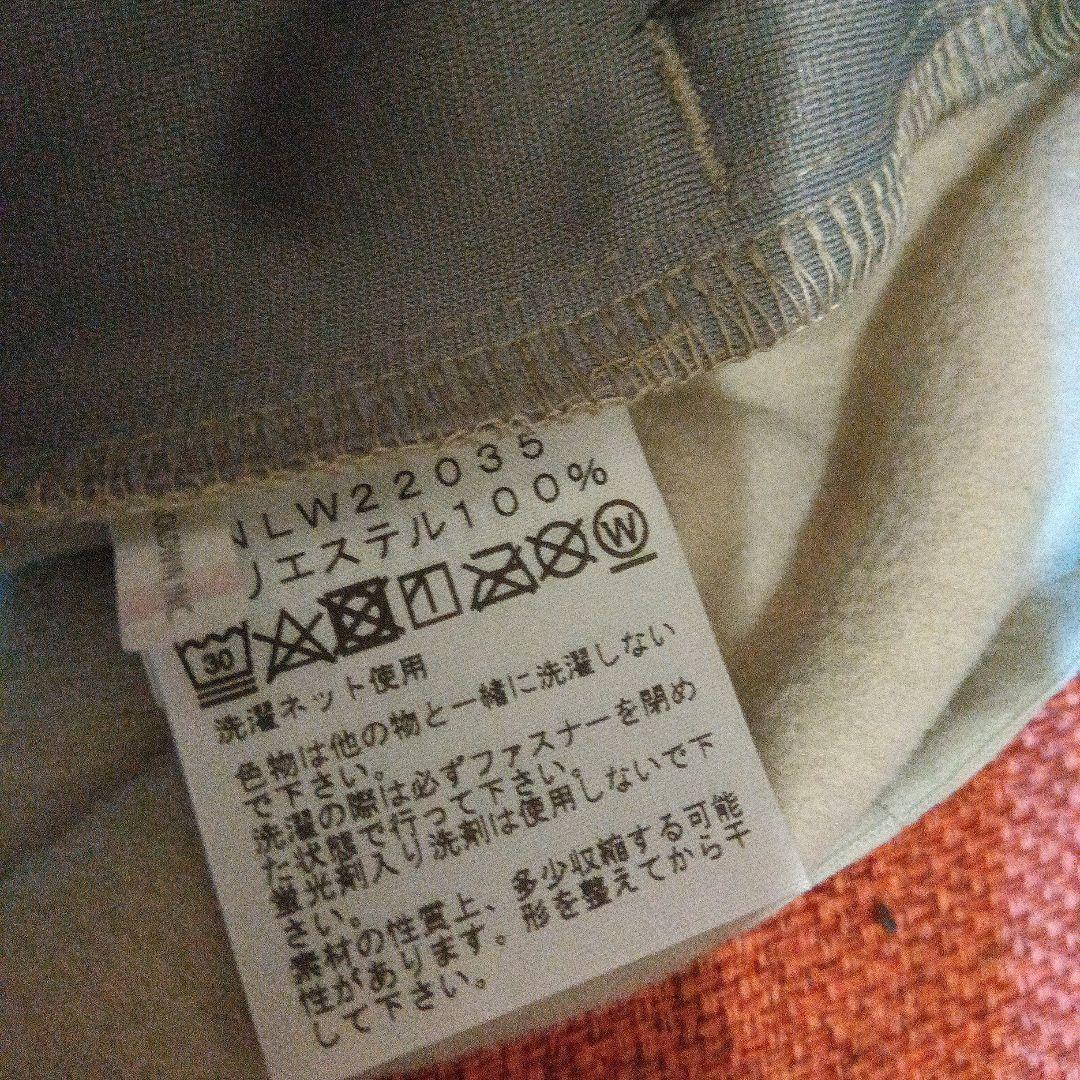 NLW22035
リエステル100%
30
W
洗濯ネット使用
色物は他の物と一緒に洗濯しない
で下さい。
洗濯の際は必ずファスナーを閉め
た状態で行って下さい。
蛍光剤入り洗剤は使用しないで下
さい。
素材の性質上、多少収縮する可能
性があります。形を整えてから干
して下さい。